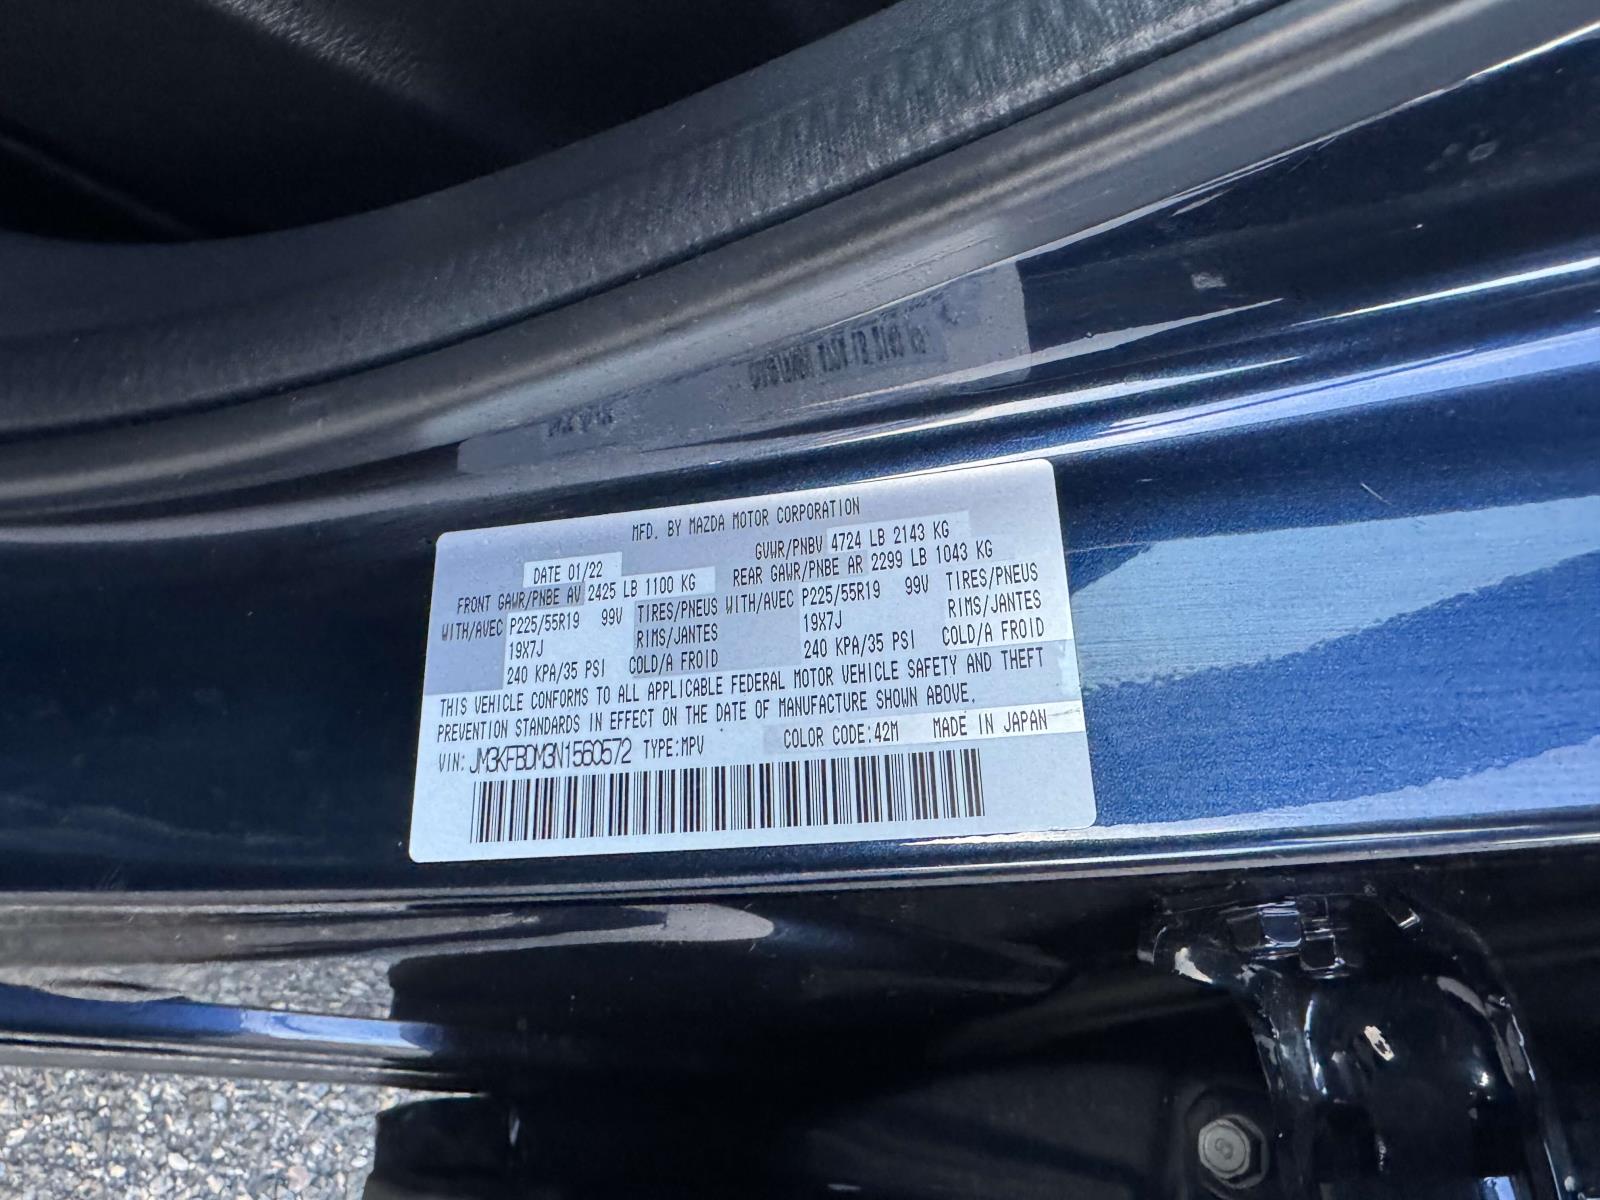 MFD. BY MAZDA MOTOR CORPORATION
DATE 01/22 GVWR/PNBV 4724 LB 2143 KG
FRONT GAWR/PNBE AV 2425 LB 1100 KG REAR GAWR/PNBE AR 2299 LB 1043 KG
WITH/AVEC P225/55R19 99V TIRES/PNEUS WITH/AVEC P225/55R19 99V TIRES/PNEUS
19X7J RIMS/JANTES 19X7J RIMS/JANTES
240 KPA/35 PSI COLD/A FROID 240 KPA/35 PSI COLD/A FROID
THIS VEHICLE CONFORMS TO ALL APPLICABLE FEDERAL MOTOR VEHICLE SAFETY AND THEFT
PREVENTION STANDARDS IN EFFECT ON THE DATE OF MANUFACTURE SHOWN ABOVE.
VIN: JM3KFBDM3N1560572 TYPE:MPV COLOR CODE:42M MADE IN JAPAN
8